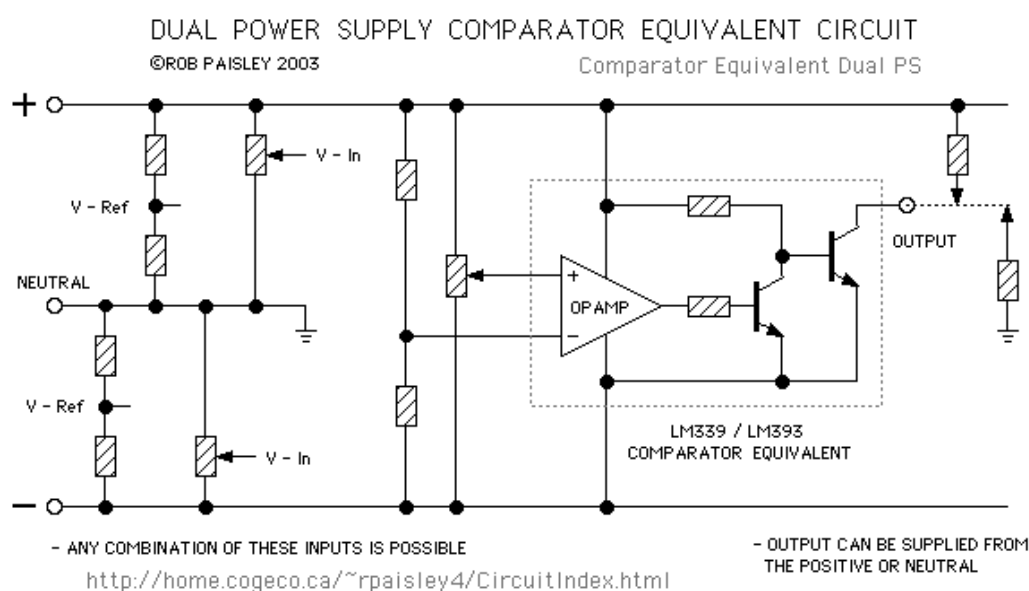 DUAL POWER SUPPLY COMPARATOR EQUIVALENT CIRCUIT
©ROB PAISLEY 2003
Comparator Equivalent Dual PS
+
V - In
V - Ref
OUTPUT
NEUTRAL
+
OPAMP
−
V - Ref
V - In
LM339 / LM393
COMPARATOR EQUIVALENT
−
- ANY COMBINATION OF THESE INPUTS IS POSSIBLE
- OUTPUT CAN BE SUPPLIED FROM
THE POSITIVE OR NEUTRAL
http://home.cogeco.ca/~rpaisley4/CircuitIndex.html